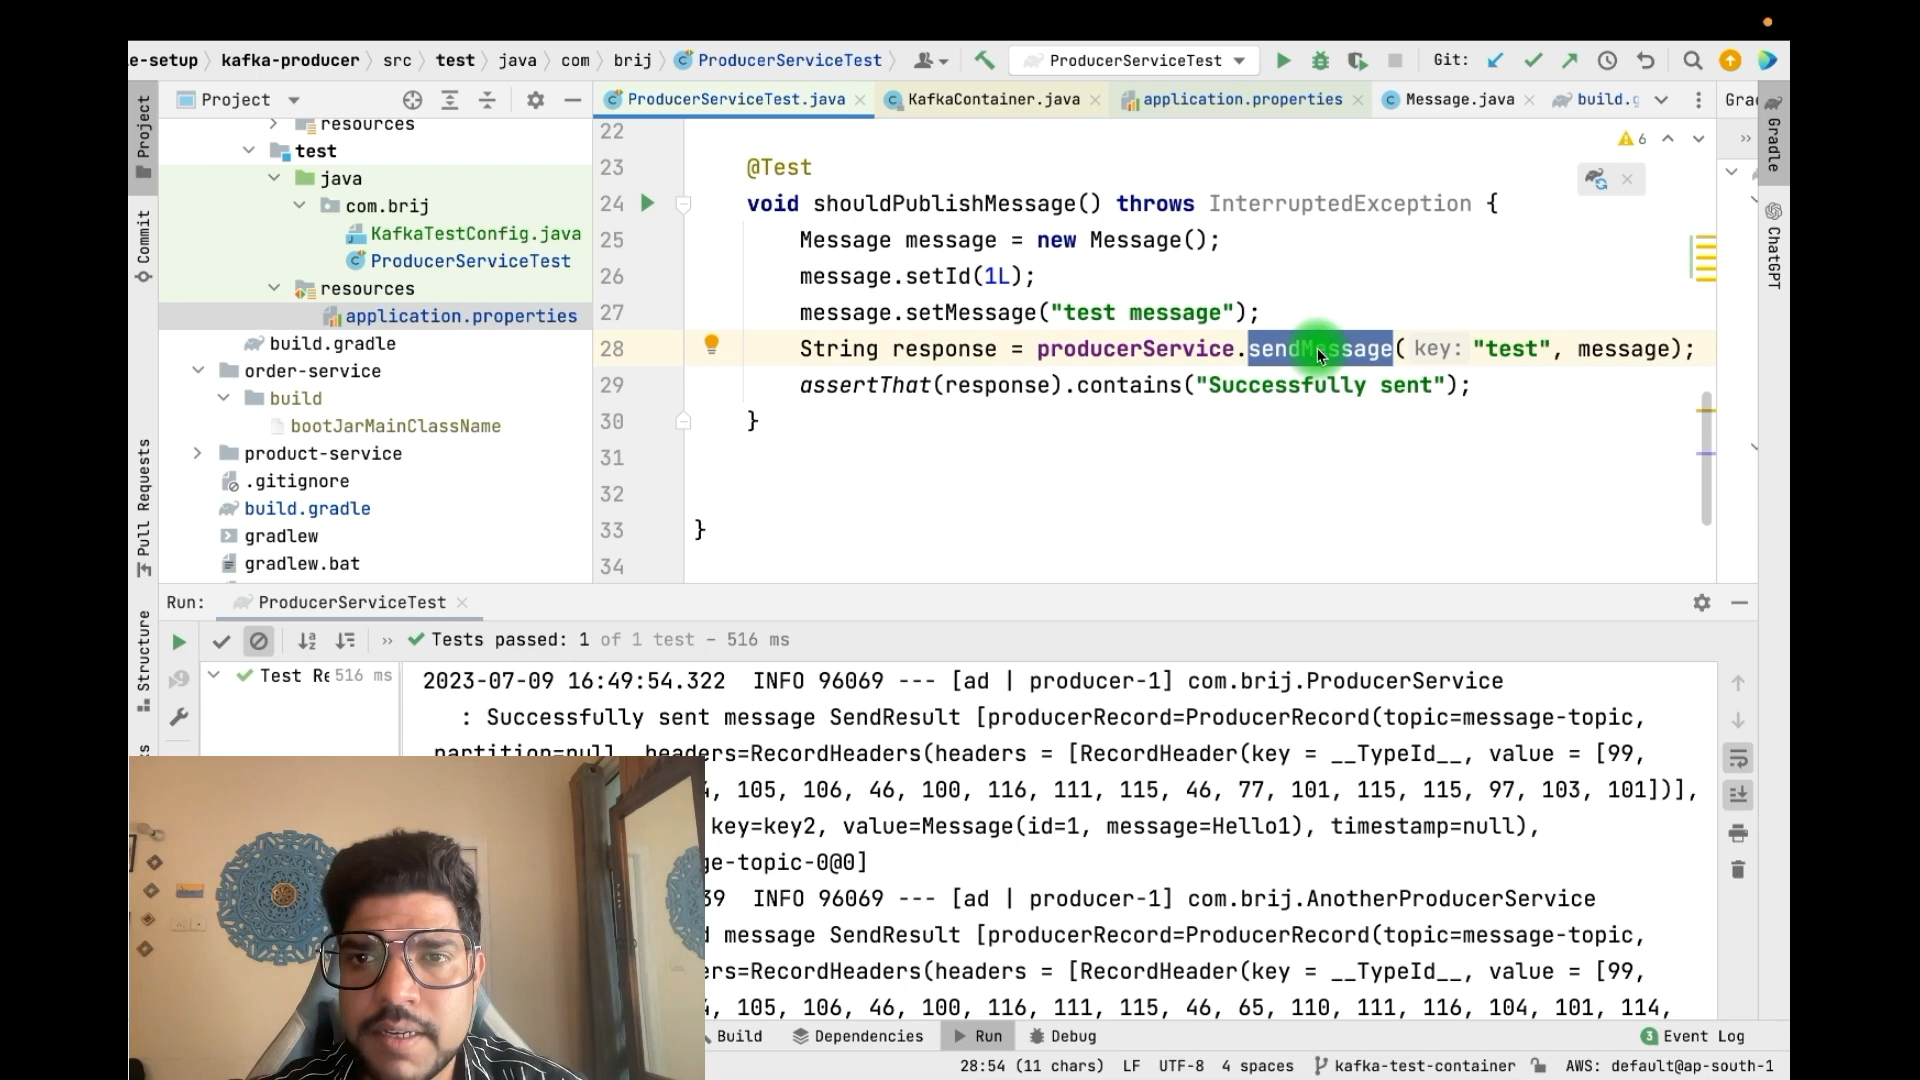 e-setup > kafka-producer > src > test > java > com > brij > ProducerServiceTest
ProducerServiceTest
Git:
Project
ProducerServiceTest.java
KafkaContainer.java
application.properties
Message.java
build.g
Grad
resources
test
java
com.brij
KafkaTestConfig.java
ProducerServiceTest
resources
application.properties
build.gradle
order-service
build
bootJarMainClassName
product-service
.gitignore
build.gradle
gradlew
gradlew.bat
Project
Commit
Pull Requests
Structure
Gradle
ChatGPT
6
22
23 @Test
24 void shouldPublishMessage() throws InterruptedException {
25 Message message = new Message();
26 message.setId(1L);
27 message.setMessage("test message");
28 String response = producerService.sendMessage( key: "test", message);
29 assertThat(response).contains("Successfully sent");
30 }
31
32
33 }
34
Run: ProducerServiceTest
Tests passed: 1 of 1 test – 516 ms
Test Re 516 ms
2023-07-09 16:49:54.322 INFO 96069 --- [ad | producer-1] com.brij.ProducerService
: Successfully sent message SendResult [producerRecord=ProducerRecord(topic=message-topic,
partition=null, headers=RecordHeaders(headers = [RecordHeader(key = __TypeId__, value = [99,
, 105, 106, 46, 100, 116, 111, 115, 46, 77, 101, 115, 115, 97, 103, 101])],
key=key2, value=Message(id=1, message=Hello1), timestamp=null),
ge-topic-0@0]
39 INFO 96069 --- [ad | producer-1] com.brij.AnotherProducerService
d message SendResult [producerRecord=ProducerRecord(topic=message-topic,
rs=RecordHeaders(headers = [RecordHeader(key = __TypeId__, value = [99,
, 105, 106, 46, 100, 116, 111, 115, 46, 65, 110, 111, 116, 104, 101, 114,
Build Dependencies Run Debug
3 Event Log
28:54 (11 chars) LF UTF-8 4 spaces kafka-test-container AWS: default@ap-south-1